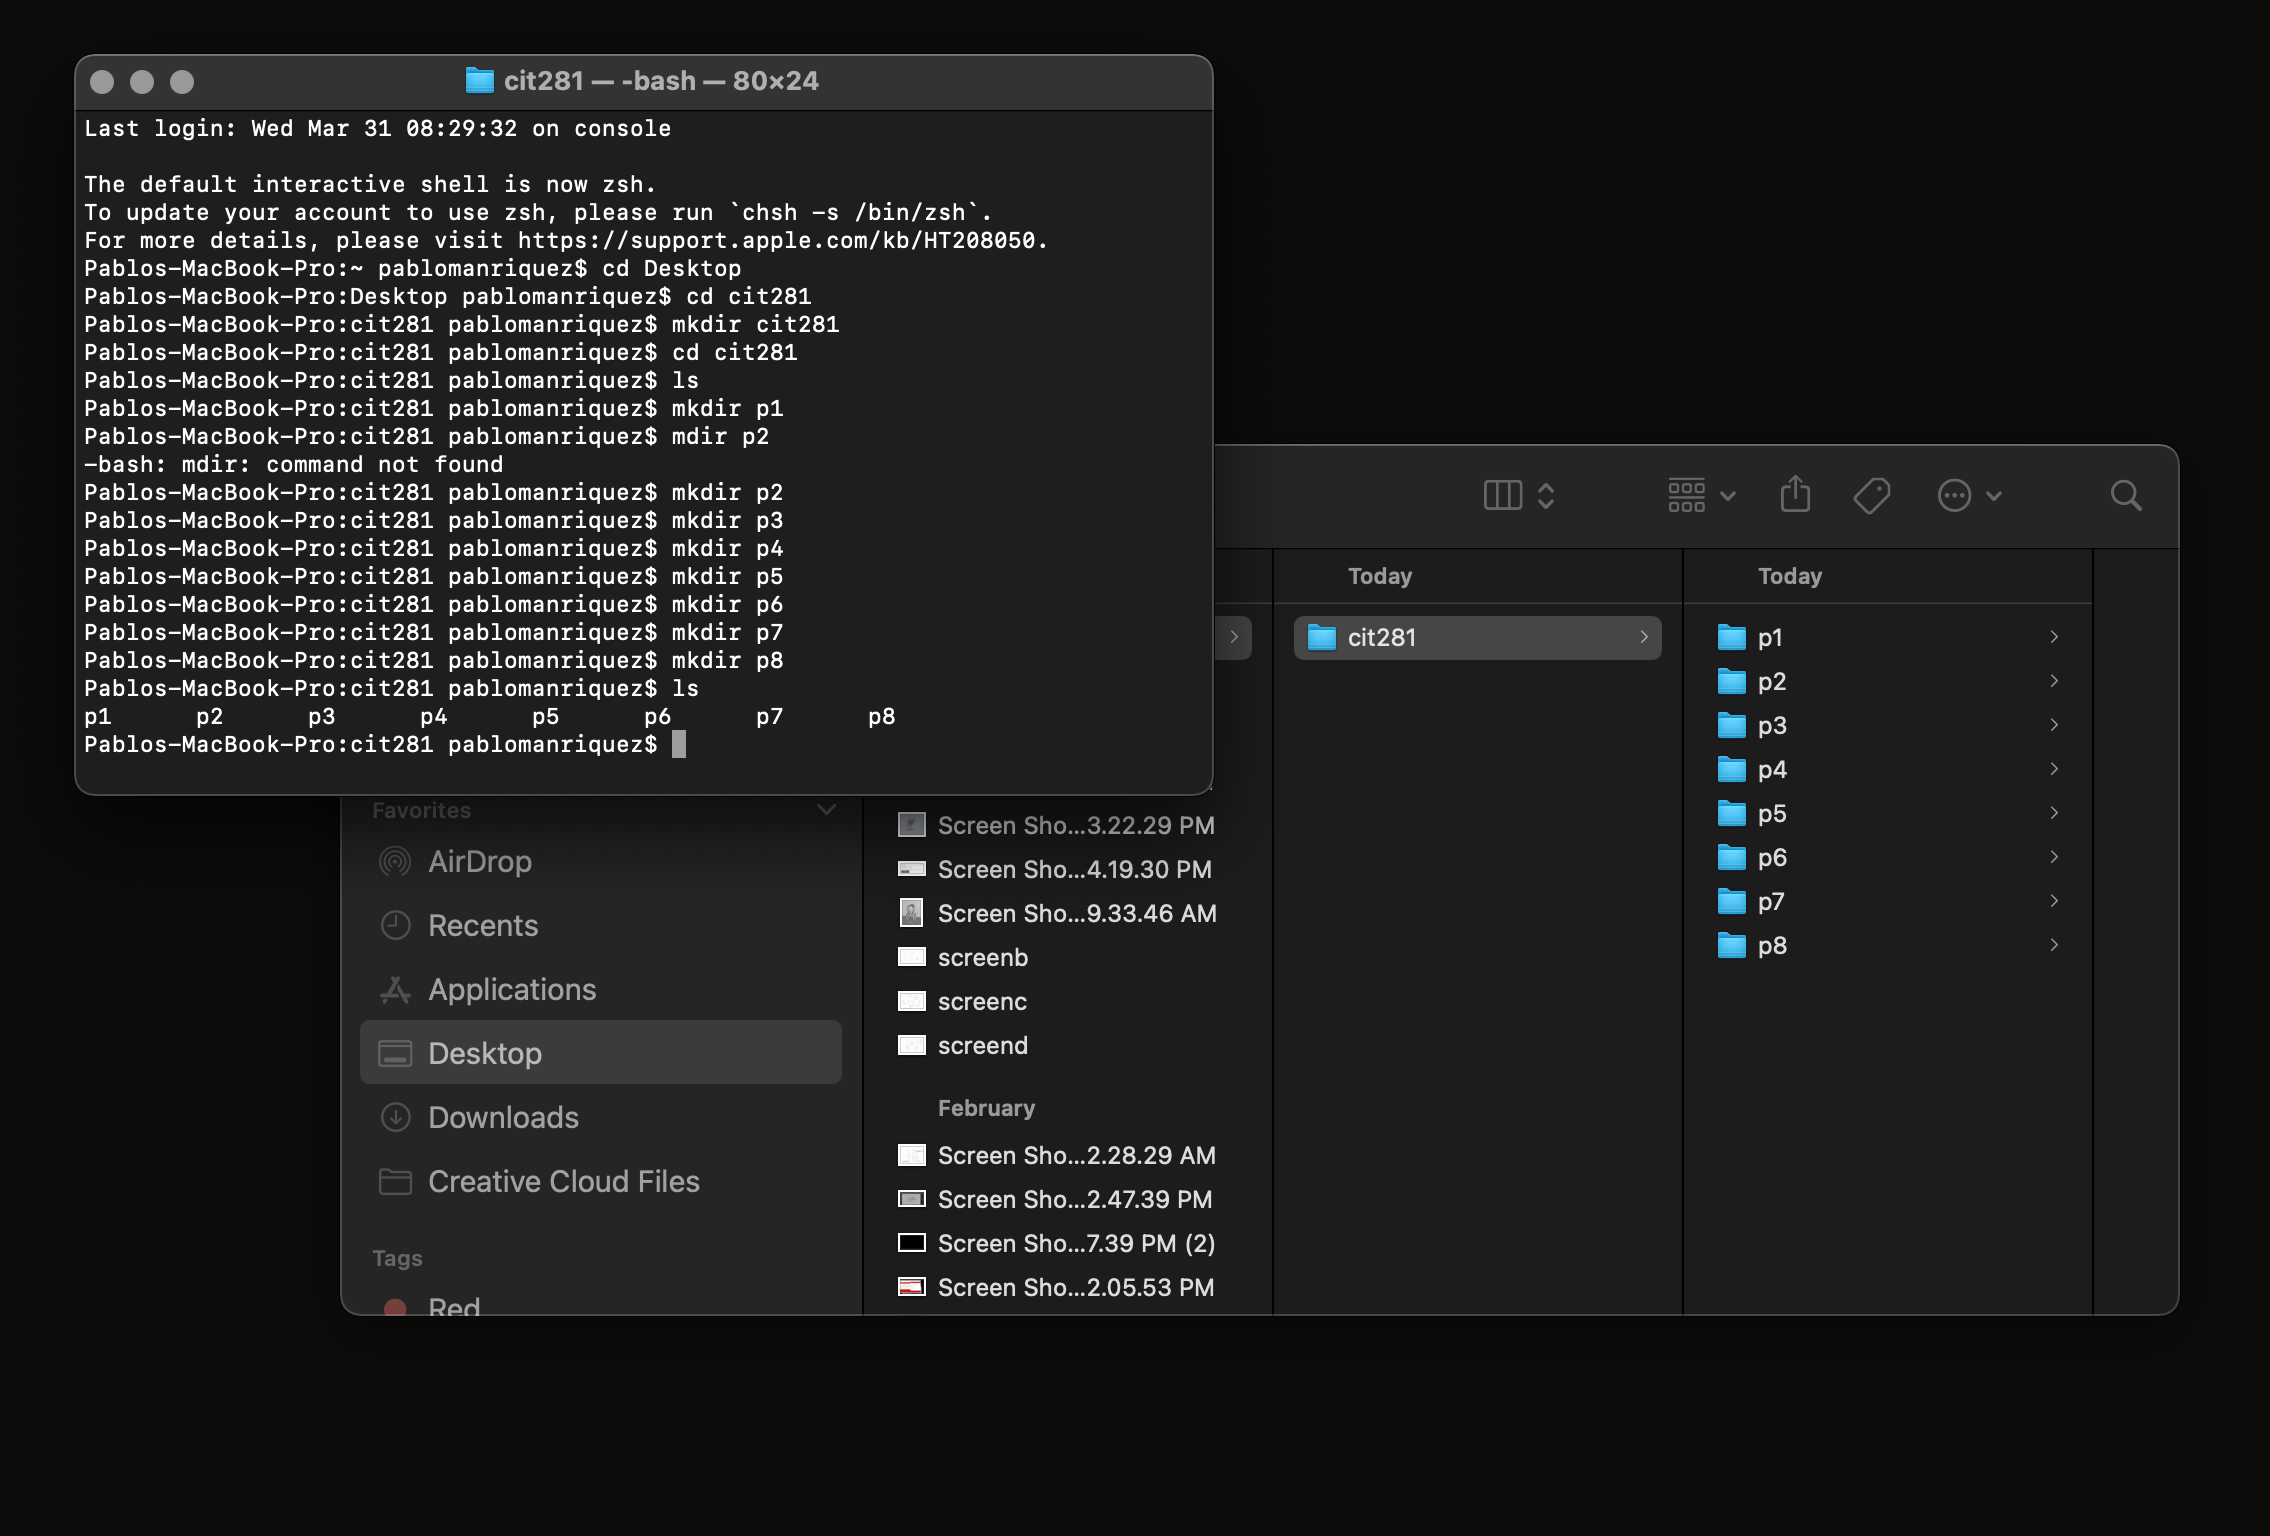 cit281 — -bash — 80×24
Last login: Wed Mar 31 08:29:32 on console
The default interactive shell is now zsh.
To update your account to use zsh, please run `chsh -s /bin/zsh`.
For more details, please visit https://support.apple.com/kb/HT208050.
Pablos-MacBook-Pro:~ pablomanriquez$ cd Desktop
Pablos-MacBook-Pro:Desktop pablomanriquez$ cd cit281
Pablos-MacBook-Pro:cit281 pablomanriquez$ mkdir cit281
Pablos-MacBook-Pro:cit281 pablomanriquez$ cd cit281
Pablos-MacBook-Pro:cit281 pablomanriquez$ ls
Pablos-MacBook-Pro:cit281 pablomanriquez$ mkdir p1
Pablos-MacBook-Pro:cit281 pablomanriquez$ mdir p2
-bash: mdir: command not found
Pablos-MacBook-Pro:cit281 pablomanriquez$ mkdir p2
Pablos-MacBook-Pro:cit281 pablomanriquez$ mkdir p3
Pablos-MacBook-Pro:cit281 pablomanriquez$ mkdir p4
Pablos-MacBook-Pro:cit281 pablomanriquez$ mkdir p5
Pablos-MacBook-Pro:cit281 pablomanriquez$ mkdir p6
Pablos-MacBook-Pro:cit281 pablomanriquez$ mkdir p7
Pablos-MacBook-Pro:cit281 pablomanriquez$ mkdir p8
Pablos-MacBook-Pro:cit281 pablomanriquez$ ls
p1 p2 p3 p4 p5 p6 p7 p8
Pablos-MacBook-Pro:cit281 pablomanriquez$
Favorites
AirDrop
Recents
Applications
Desktop
Downloads
Creative Cloud Files
Tags
Red
Screen Sho...3.22.29 PM
Screen Sho...4.19.30 PM
Screen Sho...9.33.46 AM
screenb
screenc
screend
February
Screen Sho...2.28.29 AM
Screen Sho...2.47.39 PM
Screen Sho...7.39 PM (2)
Screen Sho...2.05.53 PM
Today
cit281
Today
p1
p2
p3
p4
p5
p6
p7
p8